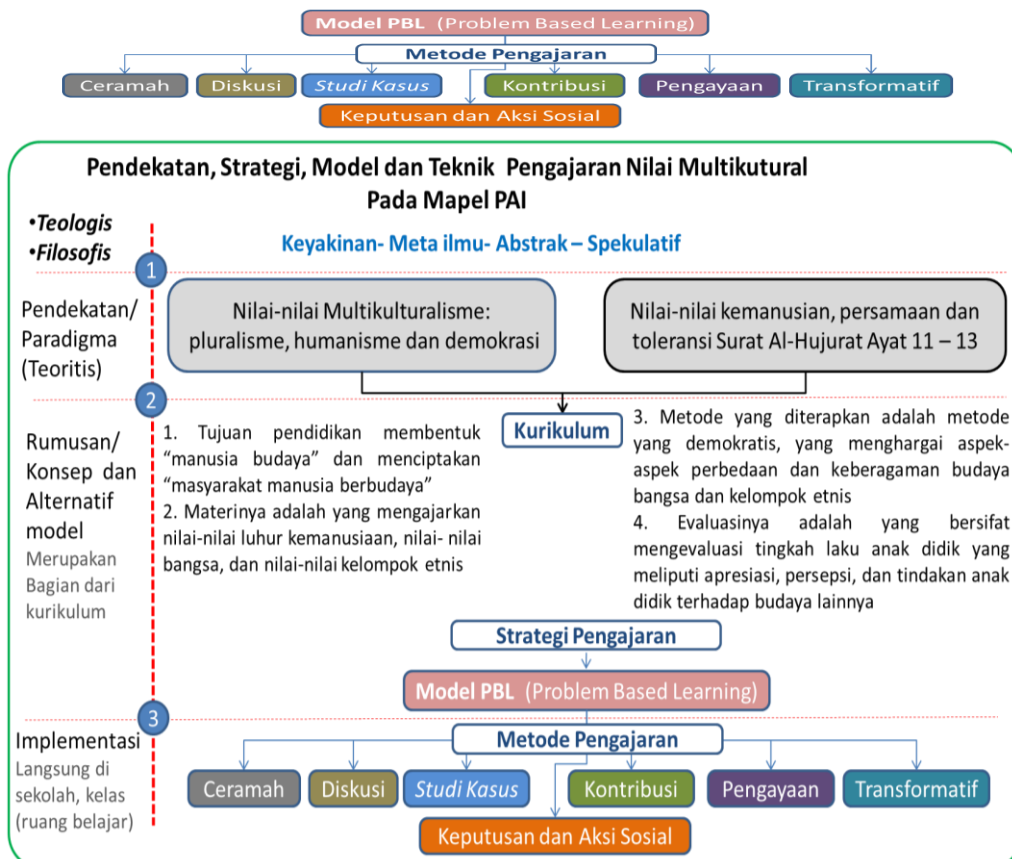 Model PBL (Problem Based Learning)
Metode Pengajaran
Ceramah
Diskusi
Studi Kasus
Kontribusi
Pengayaan
Transformatif
Keputusan dan Aksi Sosial
Pendekatan, Strategi, Model dan Teknik Pengajaran Nilai Multikutural
Pada Mapel PAI
•Teologis
•Filosofis
Keyakinan- Meta ilmu- Abstrak – Spekulatif
1
Pendekatan/
Paradigma
(Teoritis)
Nilai-nilai Multikulturalisme:
pluralisme, humanisme dan demokrasi
Nilai-nilai kemanusian, persamaan dan
toleransi Surat Al-Hujurat Ayat 11 – 13
2
Rumusan/
Konsep dan
Alternatif
model
Merupakan
Bagian dari
kurikulum
Kurikulum
1. Tujuan pendidikan membentuk
“manusia budaya” dan menciptakan
“masyarakat manusia berbudaya”
2. Materinya adalah yang mengajarkan
nilai-nilai luhur kemanusiaan, nilai- nilai
bangsa, dan nilai-nilai kelompok etnis
3. Metode yang diterapkan adalah metode
yang demokratis, yang menghargai aspek-
aspek perbedaan dan keberagaman budaya
bangsa dan kelompok etnis
4. Evaluasinya adalah yang bersifat
mengevaluasi tingkah laku anak didik yang
meliputi apresiasi, persepsi, dan tindakan anak
didik terhadap budaya lainnya
Strategi Pengajaran
Model PBL (Problem Based Learning)
3
Implementasi
Langsung di
sekolah, kelas
(ruang belajar)
Metode Pengajaran
Ceramah
Diskusi
Studi Kasus
Kontribusi
Pengayaan
Transformatif
Keputusan dan Aksi Sosial